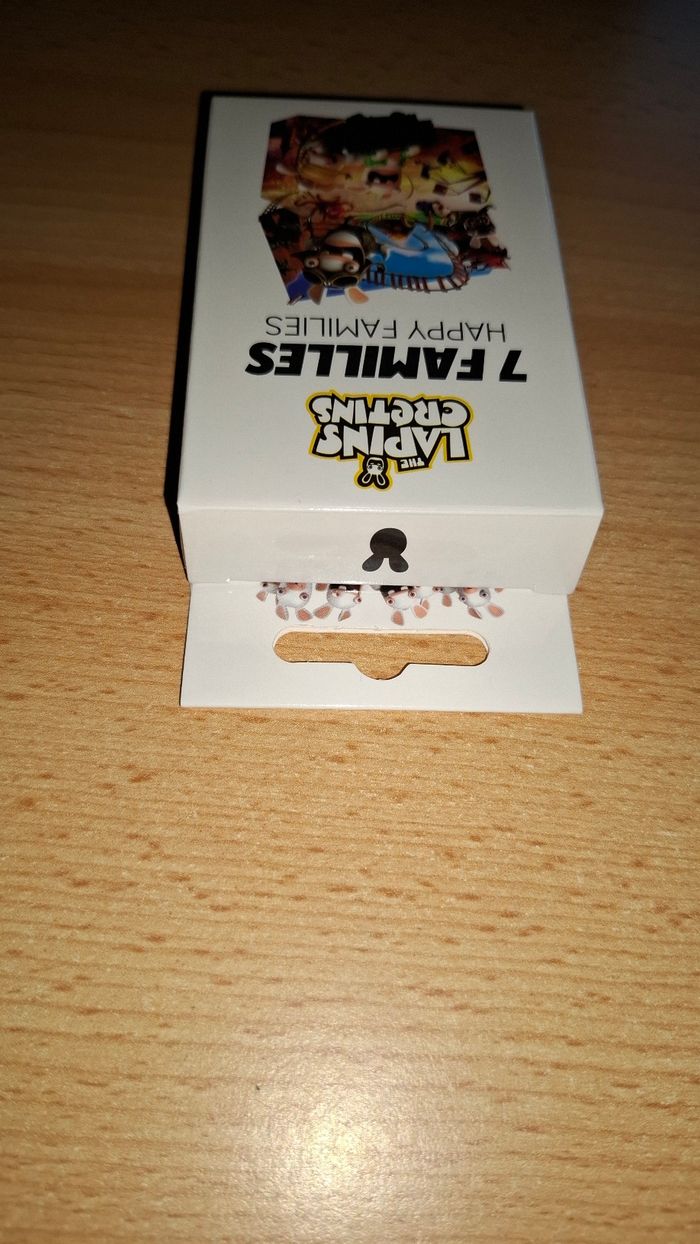 THE
LAPINS
CRÉTINS
7 FAMILLES
HAPPY FAMILIES